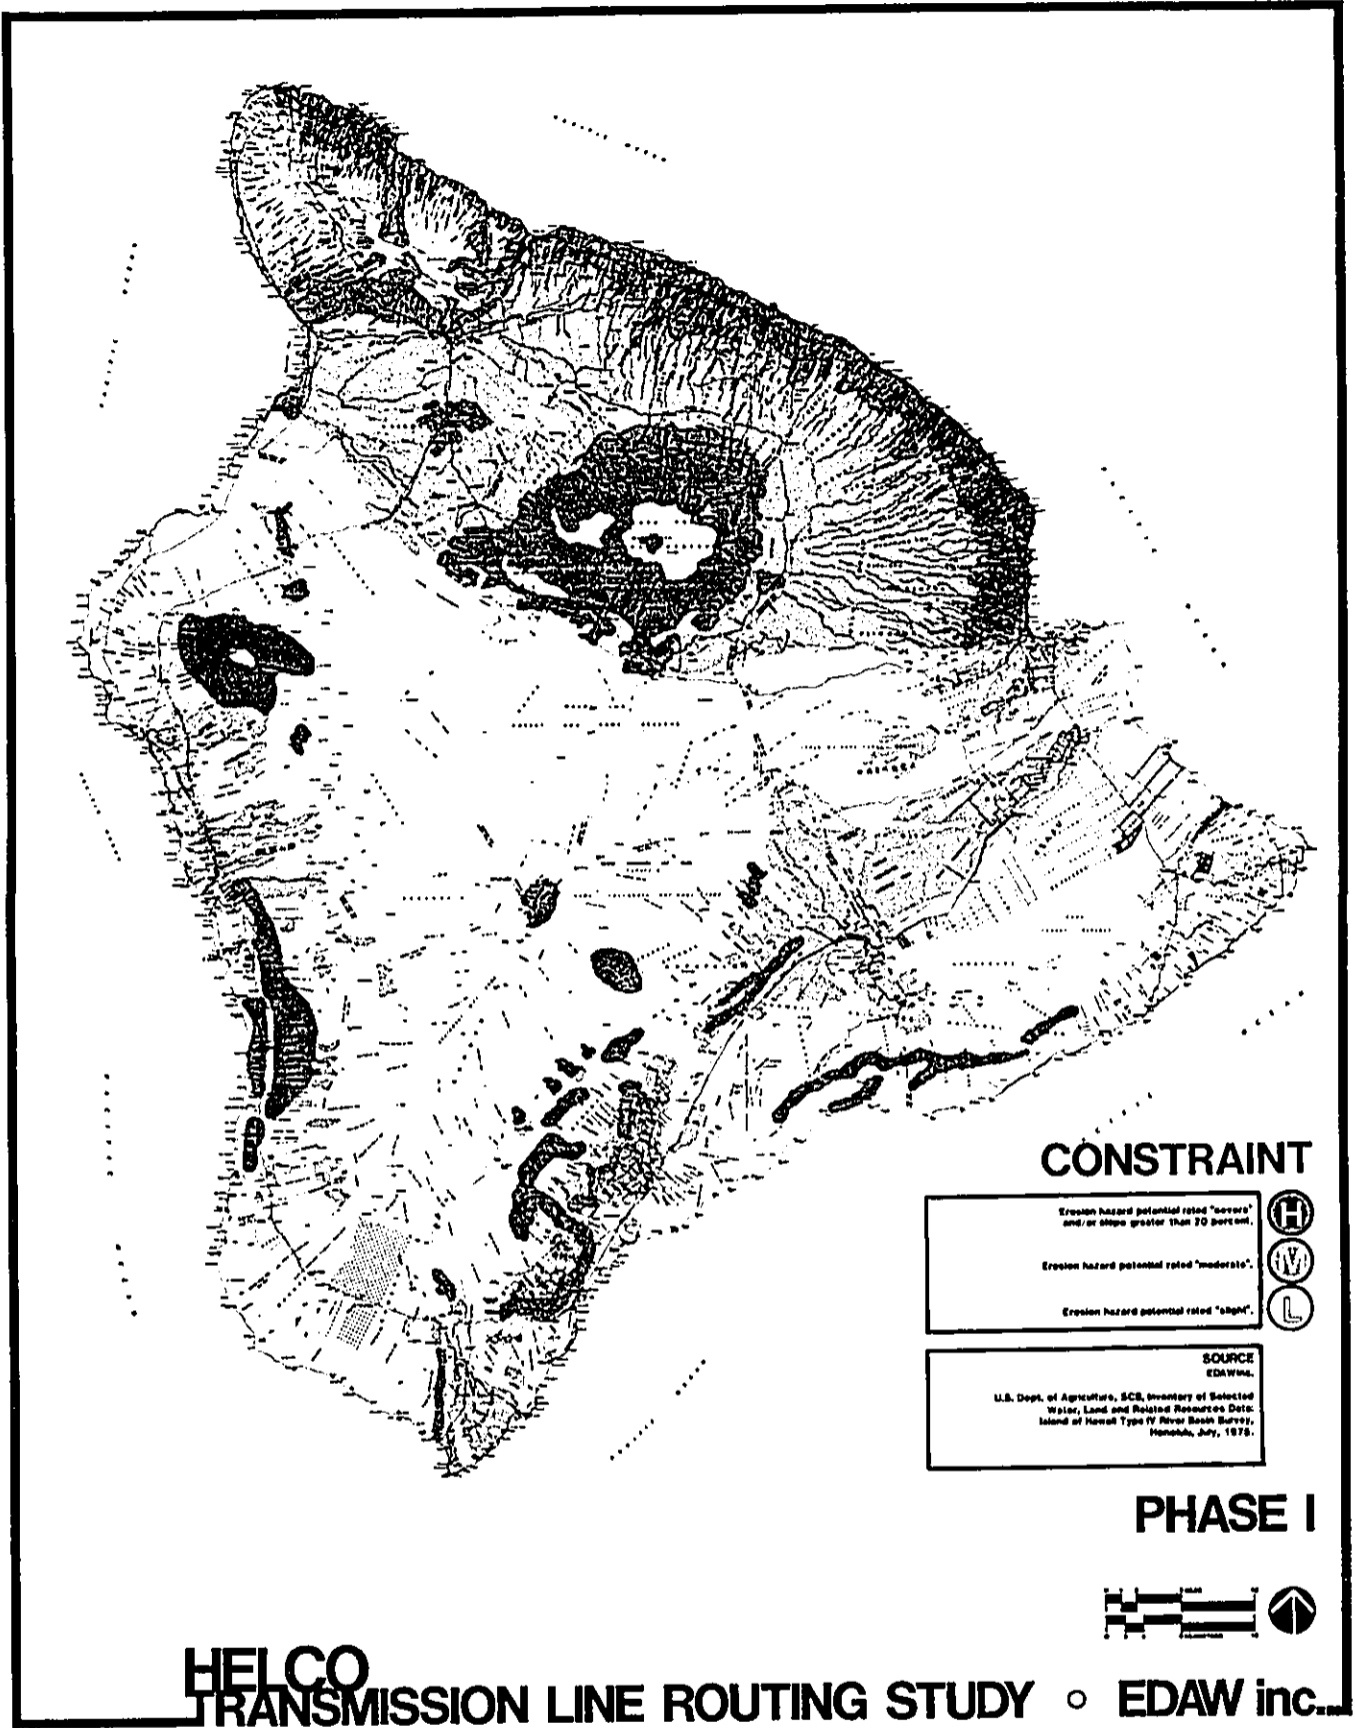 CONSTRAINT
Erosion hazard potential rated "severe"
and/or slope greater than 20 percent.
H
Erosion hazard potential rated "moderate".
M
Erosion hazard potential rated "slight".
L
SOURCE
EDAW inc.
U.S. Dept. of Agriculture, SCS, Inventory of Selected
Water, Land and Related Resources Data:
Island of Hawaii Type IV River Basin Survey,
Honolulu, July,
PHASE I
HELCO
TRANSMISSION LINE ROUTING STUDY ○ EDAW inc.